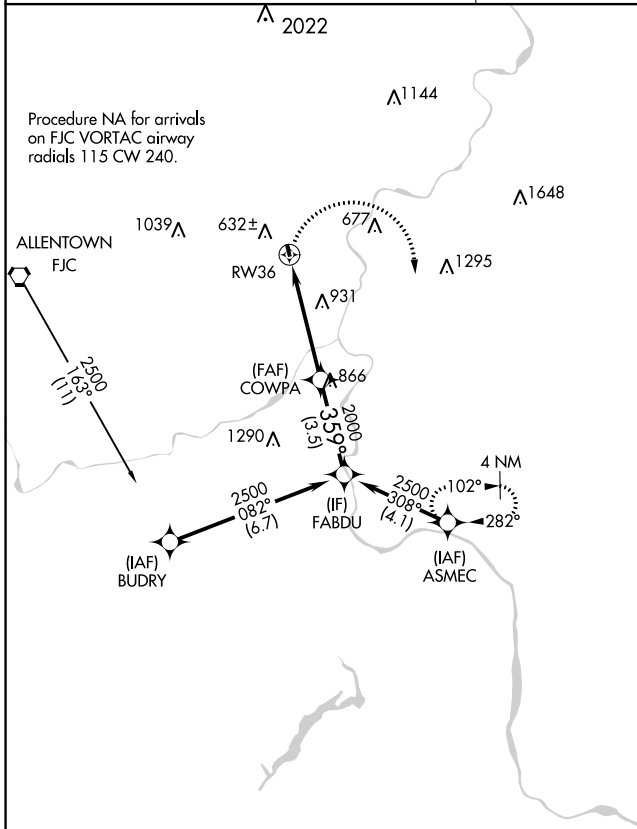 2022
1144
Procedure NA for arrivals
on FJC VORTAC airway
radials 115 CW 240.
1648
1039
632±
677
ALLENTOWN
FJC
RW36
1295
931
2500
163°
(11)
(FAF)
COWPA
866
2000
359°
(3.5)
1290
4 NM
2500
308°
(4.1)
102°
282°
2500
082°
(6.7)
(IF)
FABDU
(IAF)
BUDRY
(IAF)
ASMEC